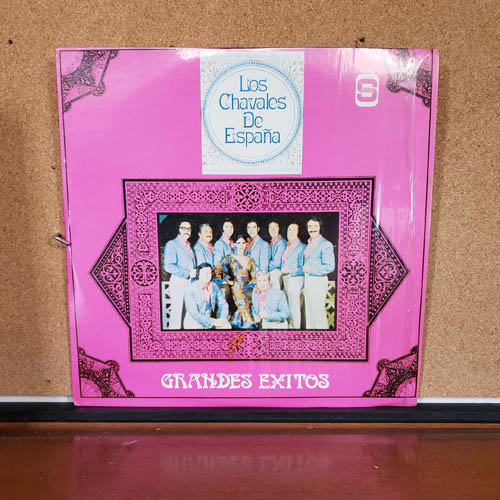 Los
Chavales
De
España
S
GRANDES EXITOS